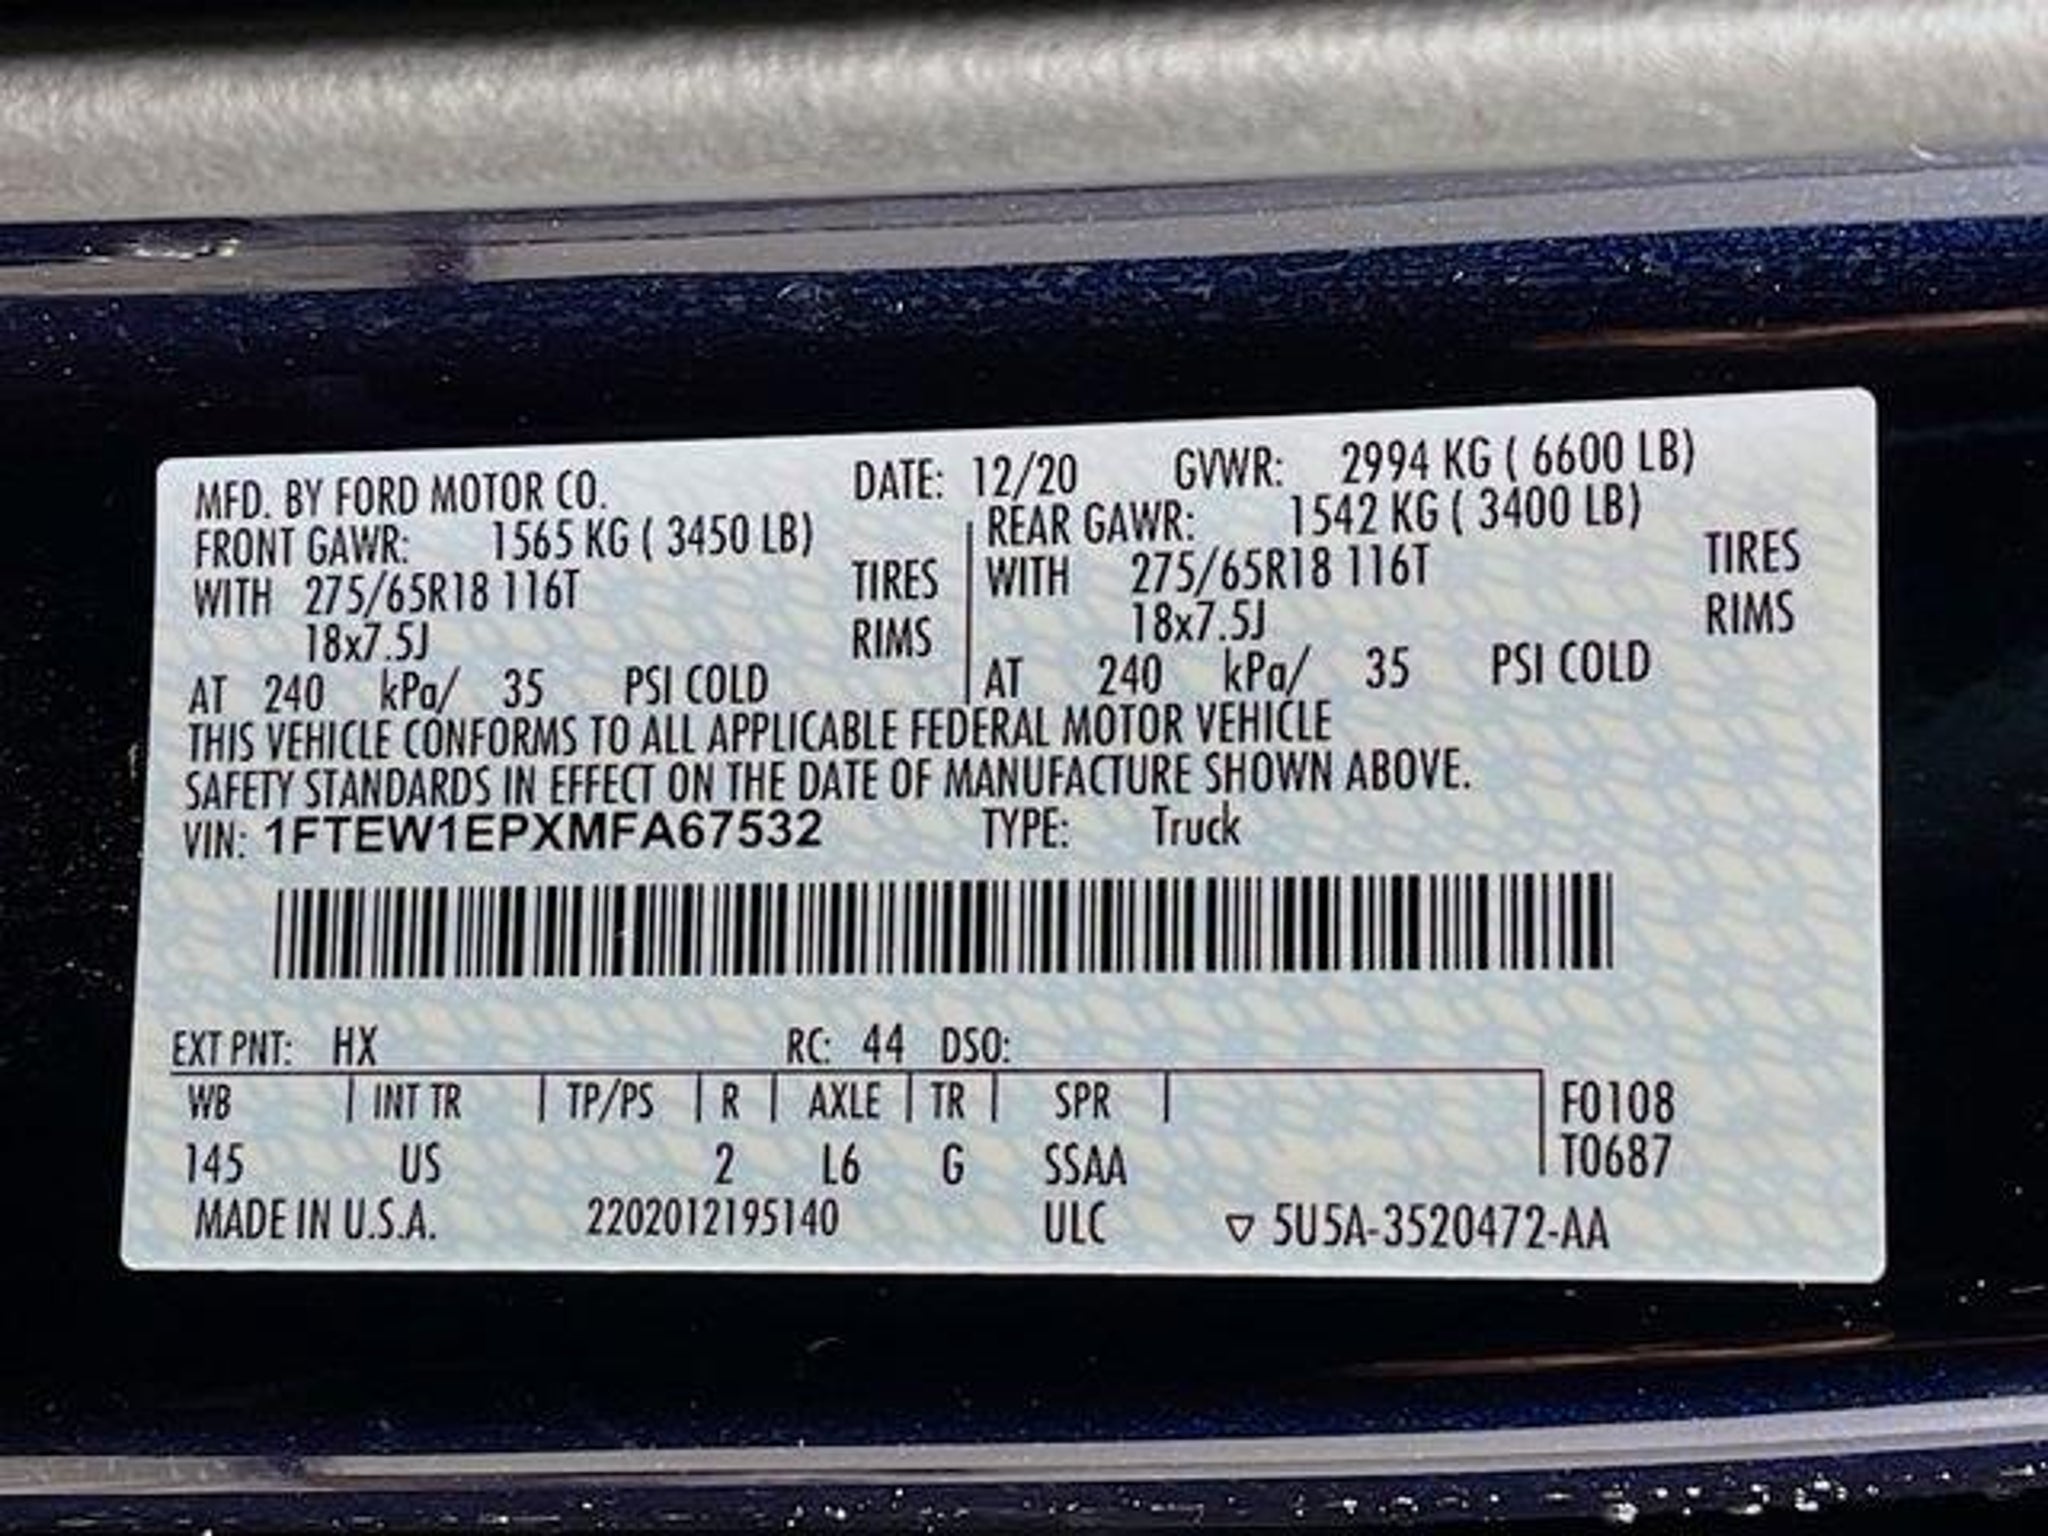 MFD. BY FORD MOTOR CO. DATE: 12/20 GVWR: 2994 KG ( 6600 LB)
FRONT GAWR: 1565 KG ( 3450 LB) REAR GAWR: 1542 KG ( 3400 LB)
WITH 275/65R18 116T TIRES WITH 275/65R18 116T TIRES
18x7.5J RIMS 18x7.5J RIMS
AT 240 kPa/ 35 PSI COLD AT 240 kPa/ 35 PSI COLD
THIS VEHICLE CONFORMS TO ALL APPLICABLE FEDERAL MOTOR VEHICLE
SAFETY STANDARDS IN EFFECT ON THE DATE OF MANUFACTURE SHOWN ABOVE.
VIN: 1FTEW1EPXMFA67532 TYPE: Truck
EXT PNT: HX RC: 44 DSO:
WB | INT TR | TP/PS | R | AXLE | TR | SPR | F0108
145 US 2 L6 G SSAA T0687
MADE IN U.S.A. 2202012195140 ULC ▽ 5U5A-3520472-AA